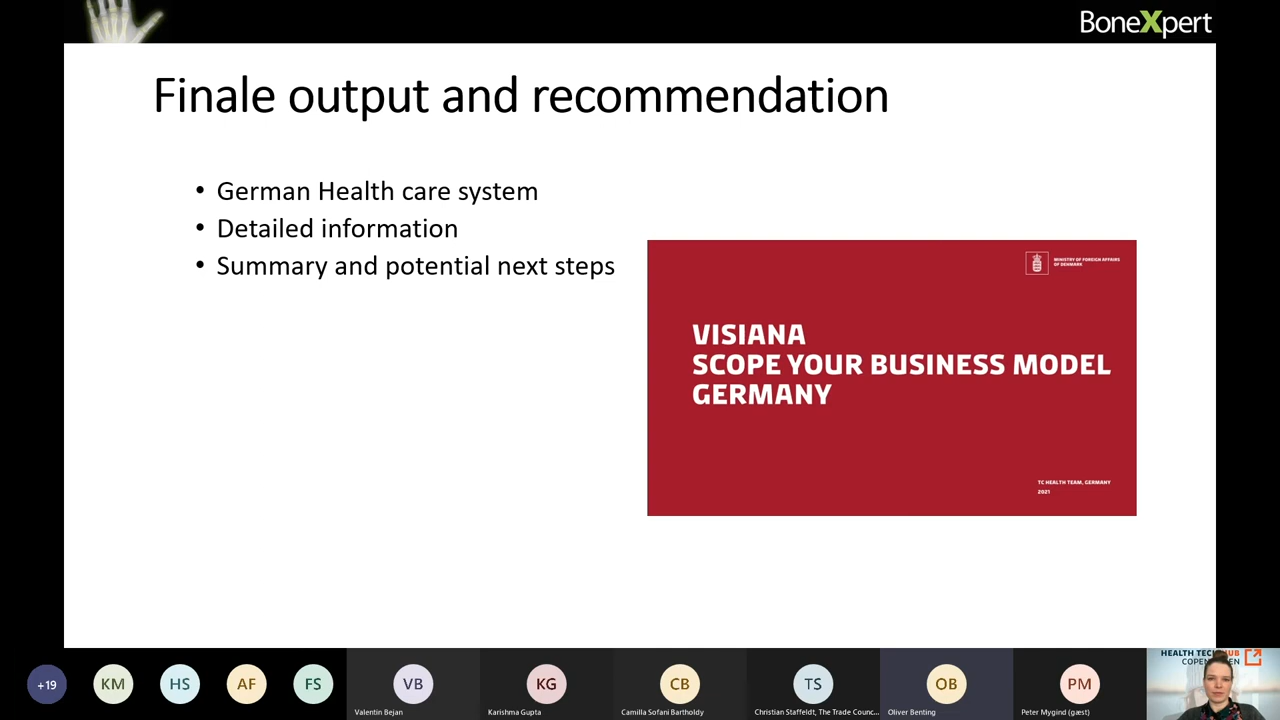 BoneXpert
Finale output and recommendation
• German Health care system
• Detailed information
• Summary and potential next steps
MINISTRY OF FOREIGN AFFAIRS
OF DENMARK
VISIANA
SCOPE YOUR BUSINESS MODEL
GERMANY
TC HEALTH TEAM, GERMANY
2021
+19
KM
HS
AF
FS
VB
KG
CB
TS
OB
PM
Valentin Bejan
Karishma Gupta
Camilla Sofani Bartholdy
Christian Staffeldt, The Trade Counc...
Oliver Benting
Peter Mygind (gæst)
HEALTH TECH HUB